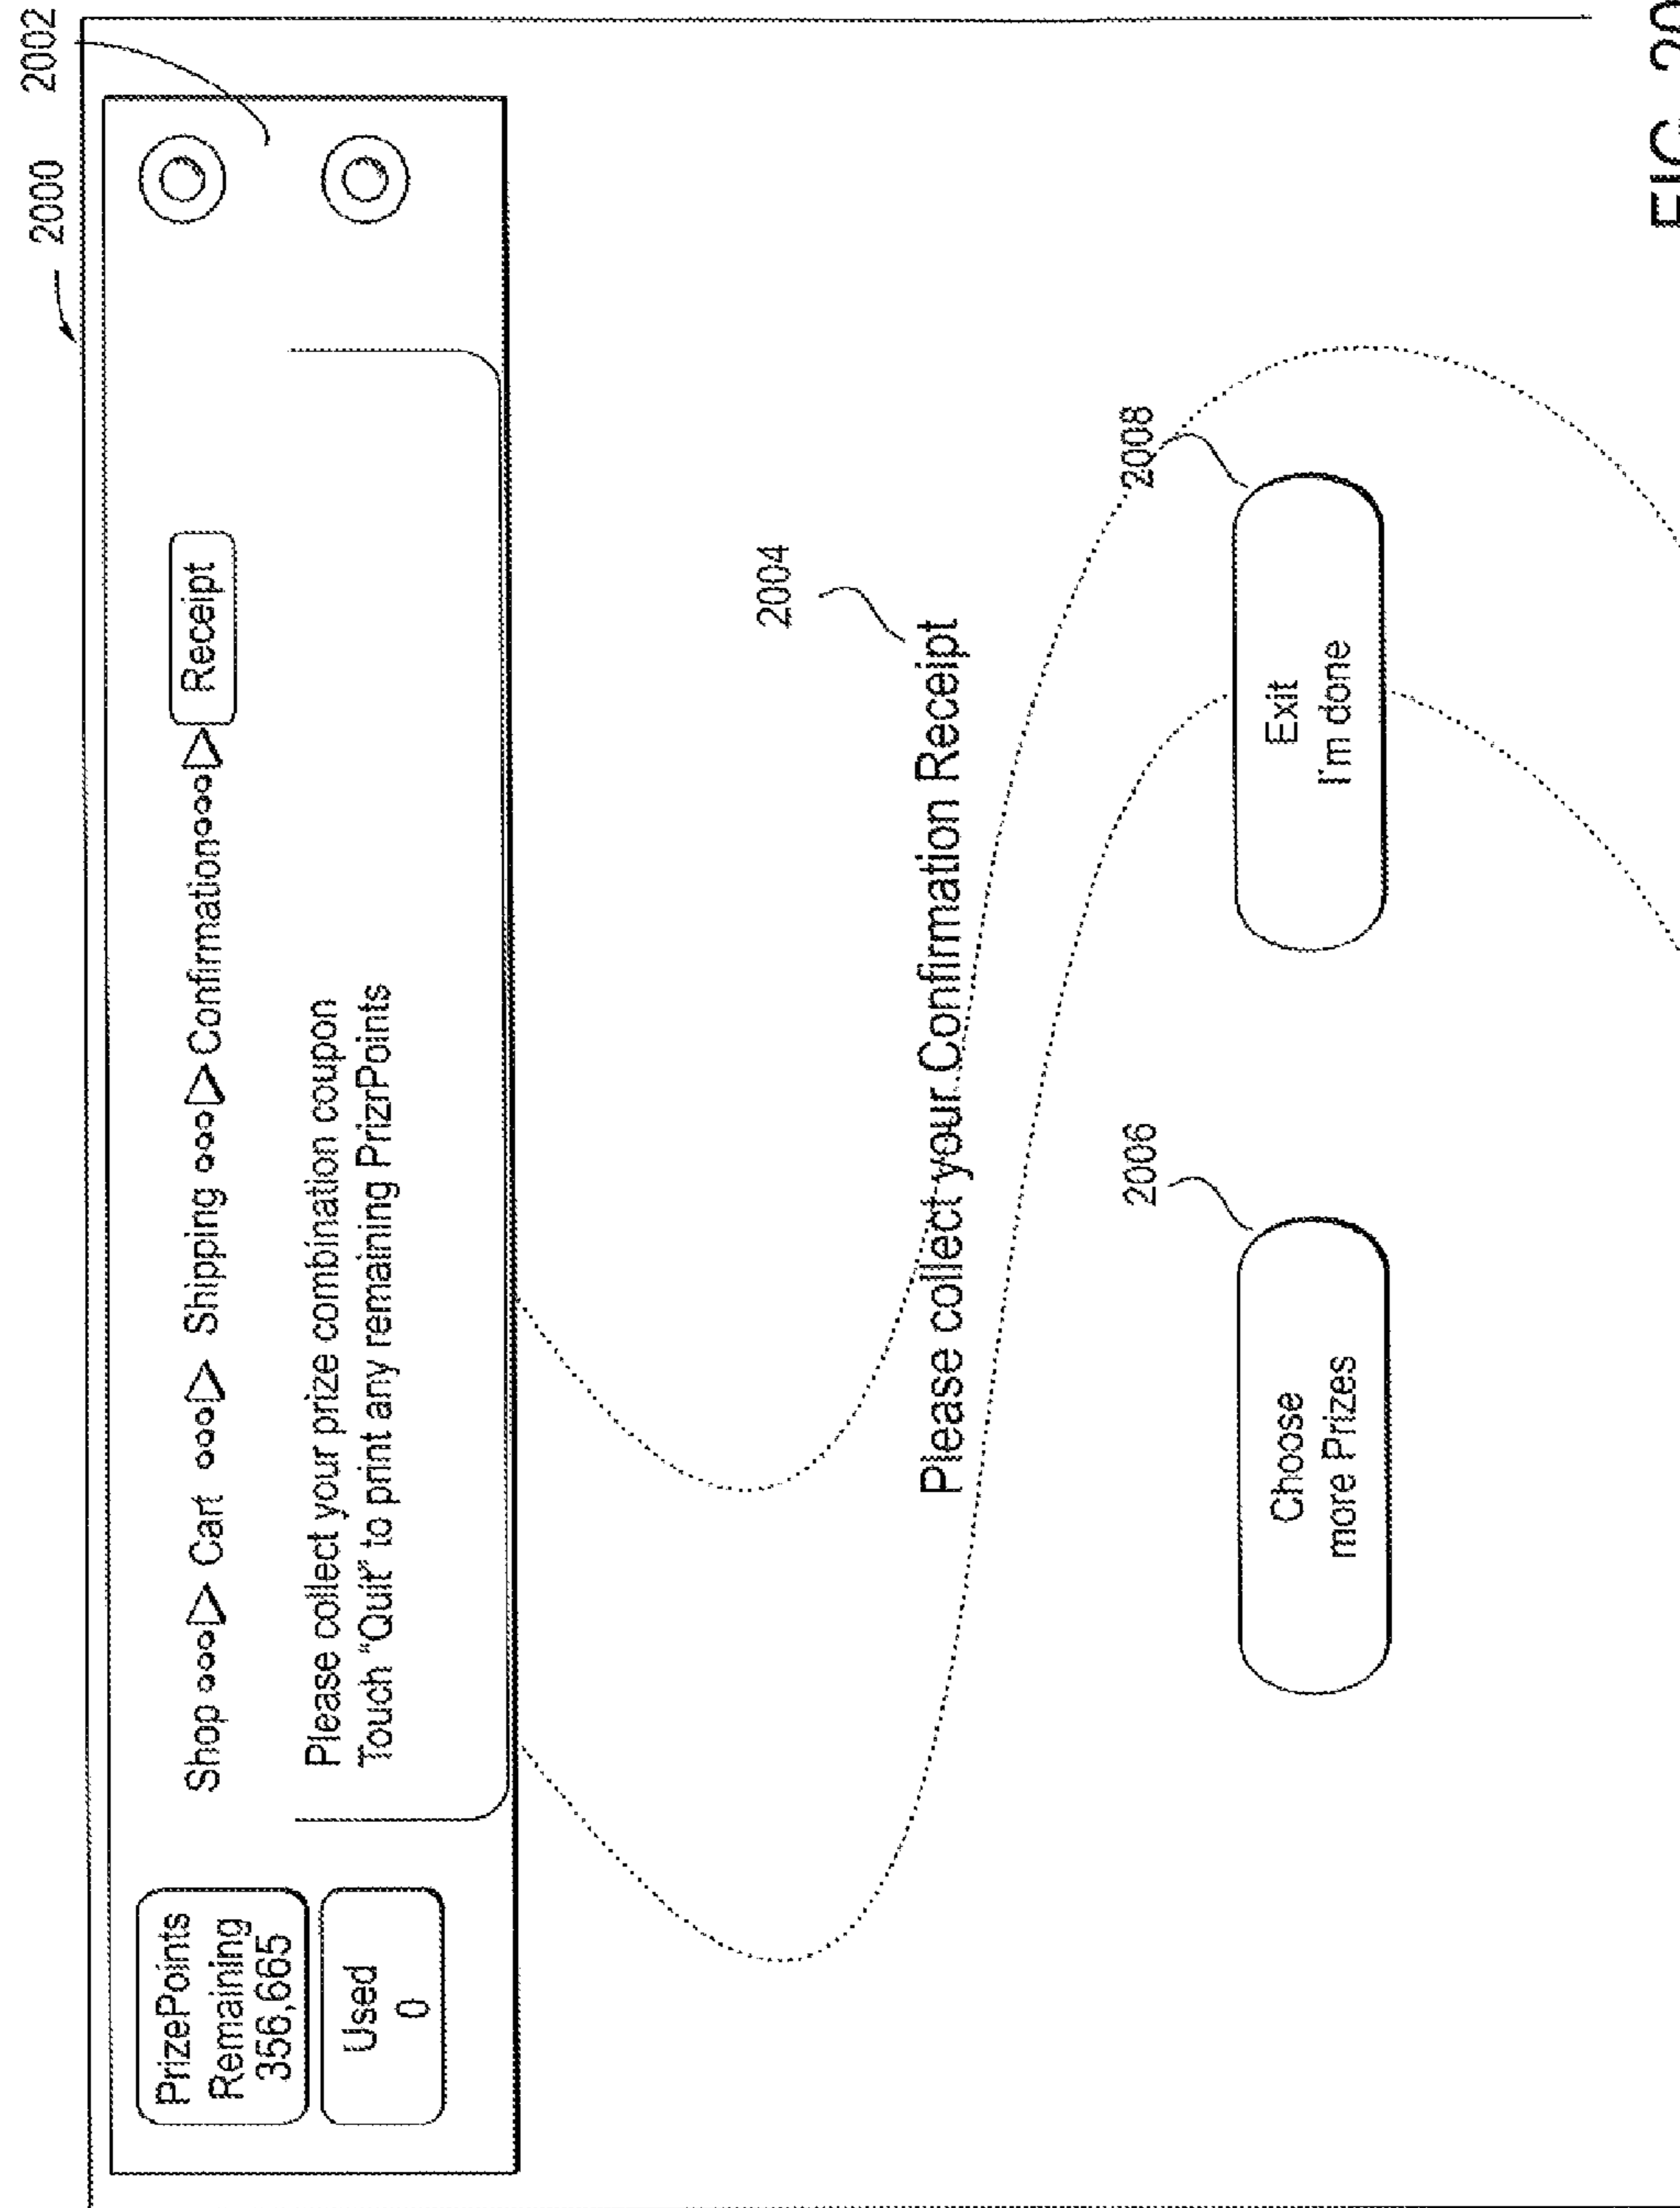 2000
2002
PrizePoints
Remaining
356,665
Used
0
Shop Cart Shipping Confirmation Receipt
Please collect your prize combination coupon
Touch "Quit" to print any remaining PrizrPoints
2004
Please collect your Confirmation Receipt
2006
2008
Choose
more Prizes
Exit
I'm done
FIG. 20